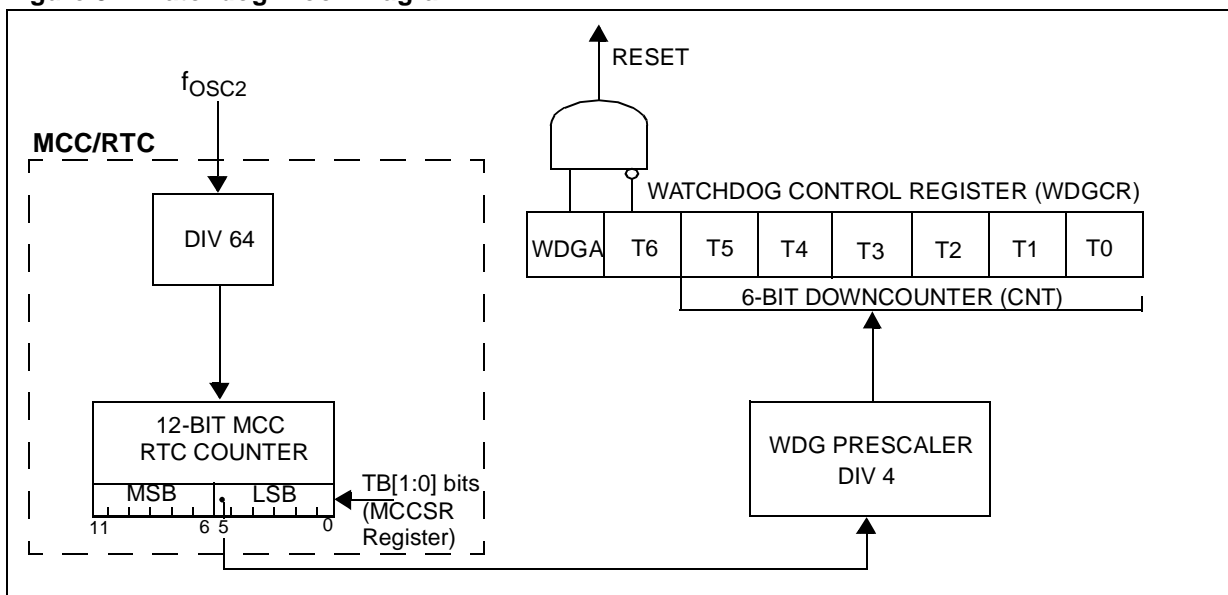 RESET
fOSC2
MCC/RTC
DIV 64
WATCHDOG CONTROL REGISTER (WDGCR)
WDGA T6 T5 T4 T3 T2 T1 T0
6-BIT DOWNCOUNTER (CNT)
12-BIT MCC
RTC COUNTER
MSB LSB
11 6 5 0
TB[1:0] bits
(MCCSR
Register)
WDG PRESCALER
DIV 4